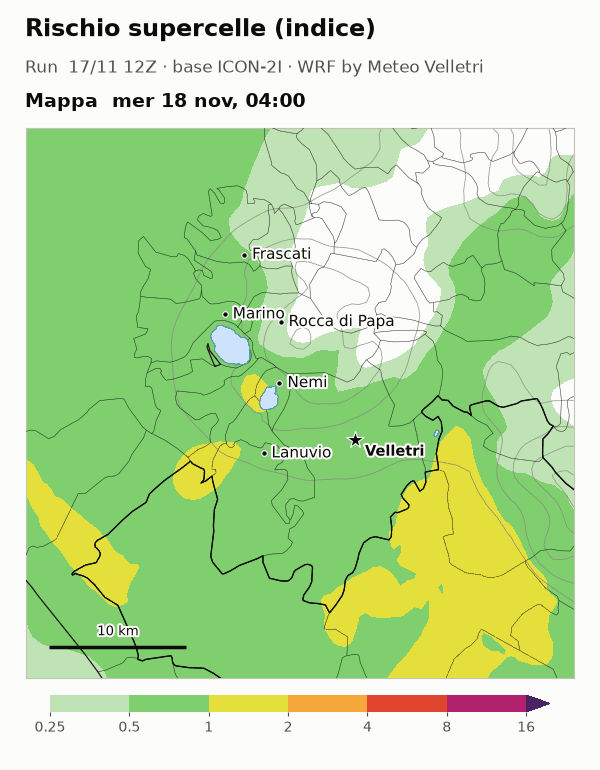 Rischio supercelle (indice)
Run  17/11 12Z · base ICON-2I · WRF by Meteo Velletri
Mappa  mer 18 nov, 04:00
Frascati
Marino
Rocca di Papa
Nemi
Velletri
Lanuvio
10 km
0.25 0.5 1 2 4 8 16